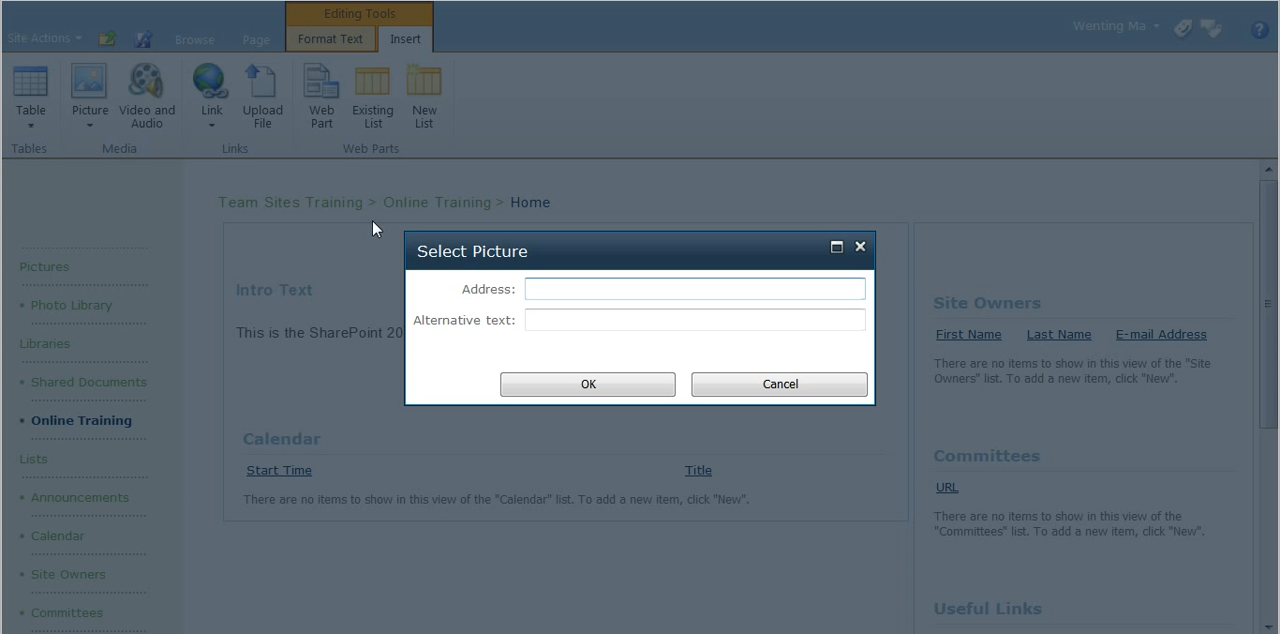 Editing Tools
Site Actions
Browse
Page
Format Text
Insert
Wenting Ma
Table
Picture
Video and
Audio
Link
Upload
File
Web
Part
Existing
List
New
List
Tables
Media
Links
Web Parts
Team Sites Training > Online Training > Home
Select Picture
Address:
Alternative text:
OK
Cancel
Pictures
Photo Library
Libraries
Shared Documents
Online Training
Lists
Announcements
Calendar
Site Owners
Committees
Intro Text
This is the SharePoint 20
Calendar
Start Time
Title
There are no items to show in this view of the "Calendar" list. To add a new item, click "New".
Site Owners
First Name
Last Name
E-mail Address
There are no items to show in this view of the "Site
Owners" list. To add a new item, click "New".
Committees
URL
There are no items to show in this view of the
"Committees" list. To add a new item, click "New".
Useful Links